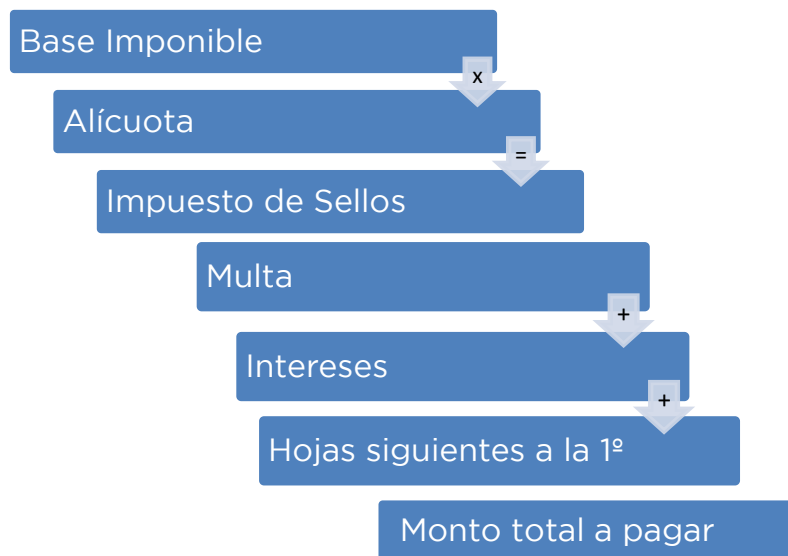 Base Imponible
x
Alícuota
=
Impuesto de Sellos
Multa
+
Intereses
+
Hojas siguientes a la 1º
Monto total a pagar